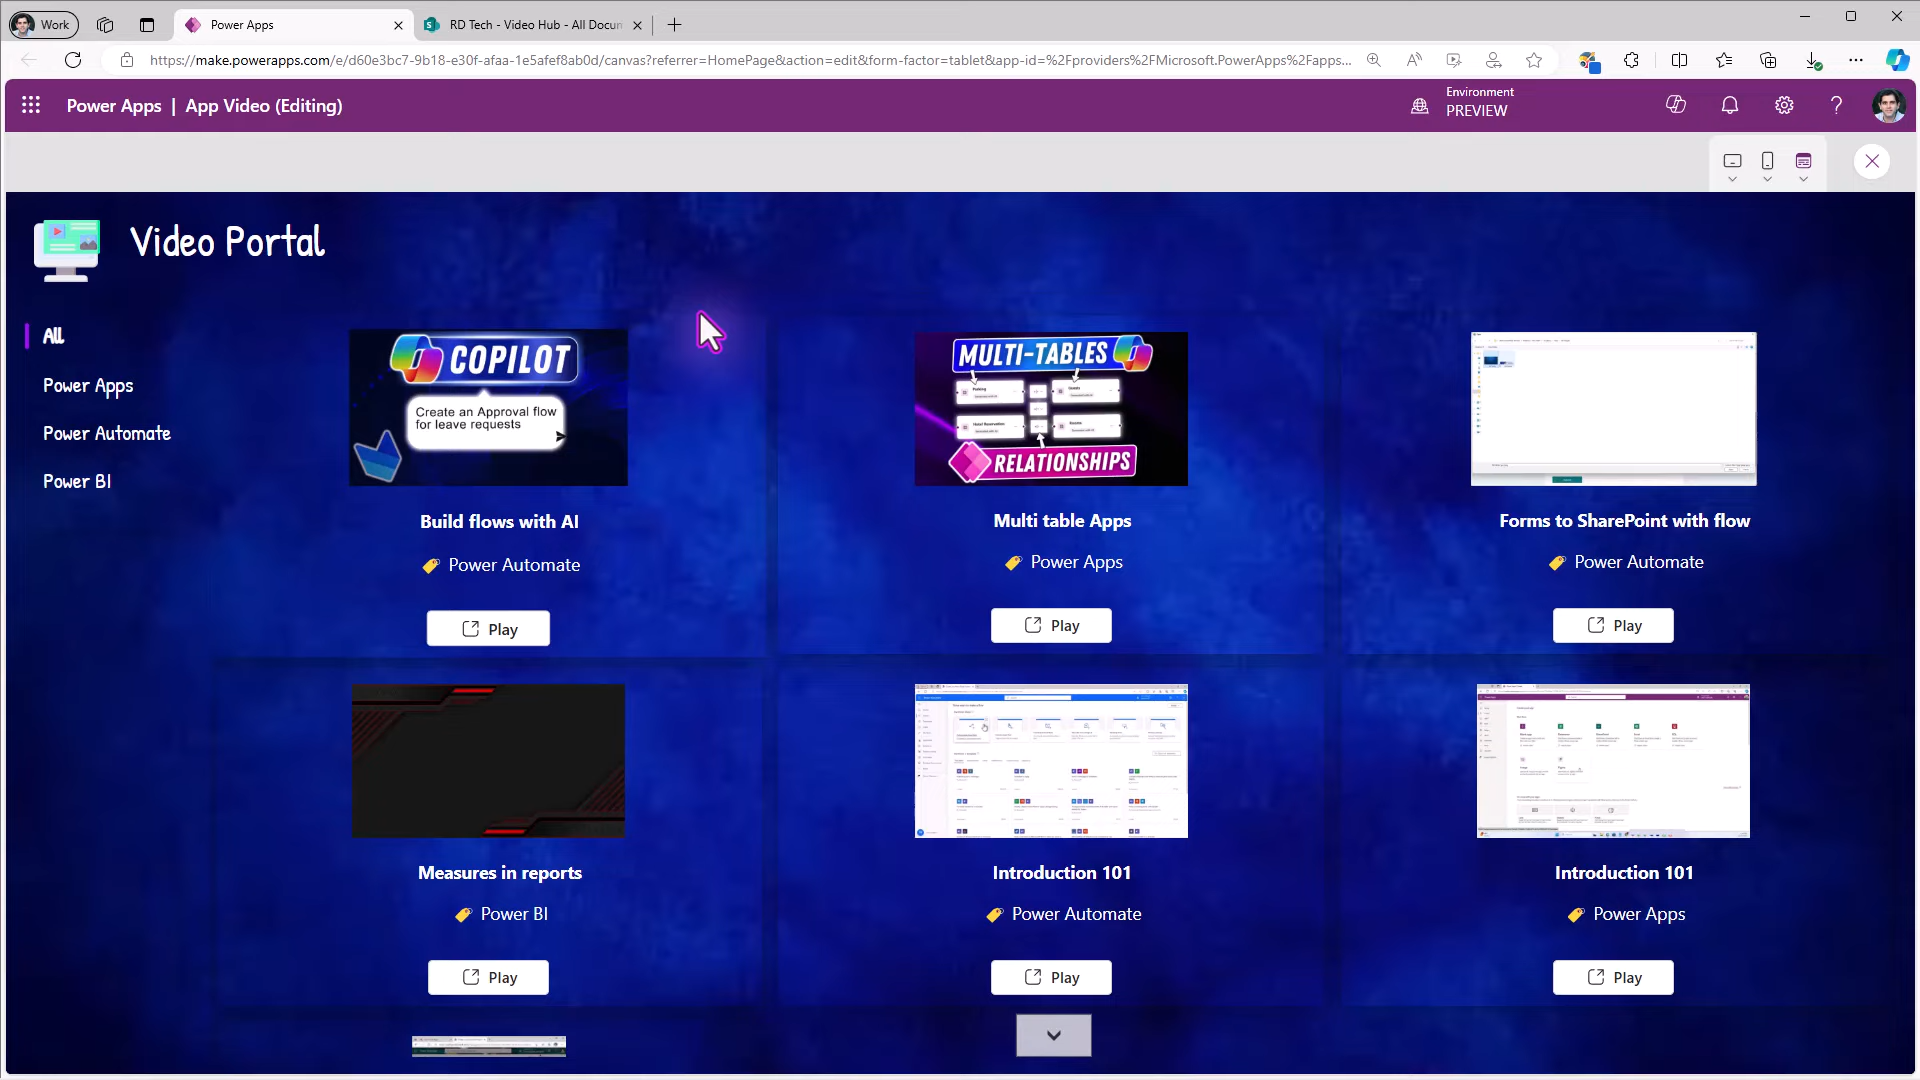 Work
Power Apps
RD Tech - Video Hub - All Docun
https://make.powerapps.com/e/d60e3bc7-9b18-e30f-afaa-1e5afef8ab0d/canvas?referrer=HomePage&action=edit&form-factor=tablet&app-id=%2Fproviders%2FMicrosoft.PowerApps%2Fapps...
Power Apps | App Video (Editing)
Environment
PREVIEW
Video Portal
All
Power Apps
Power Automate
Power BI
COPILOT
Create an Approval flow
for leave requests
Build flows with AI
Power Automate
Play
MULTI-TABLES
RELATIONSHIPS
Multi table Apps
Power Apps
Play
Forms to SharePoint with flow
Power Automate
Play
Measures in reports
Power BI
Play
Introduction 101
Power Automate
Play
Introduction 101
Power Apps
Play